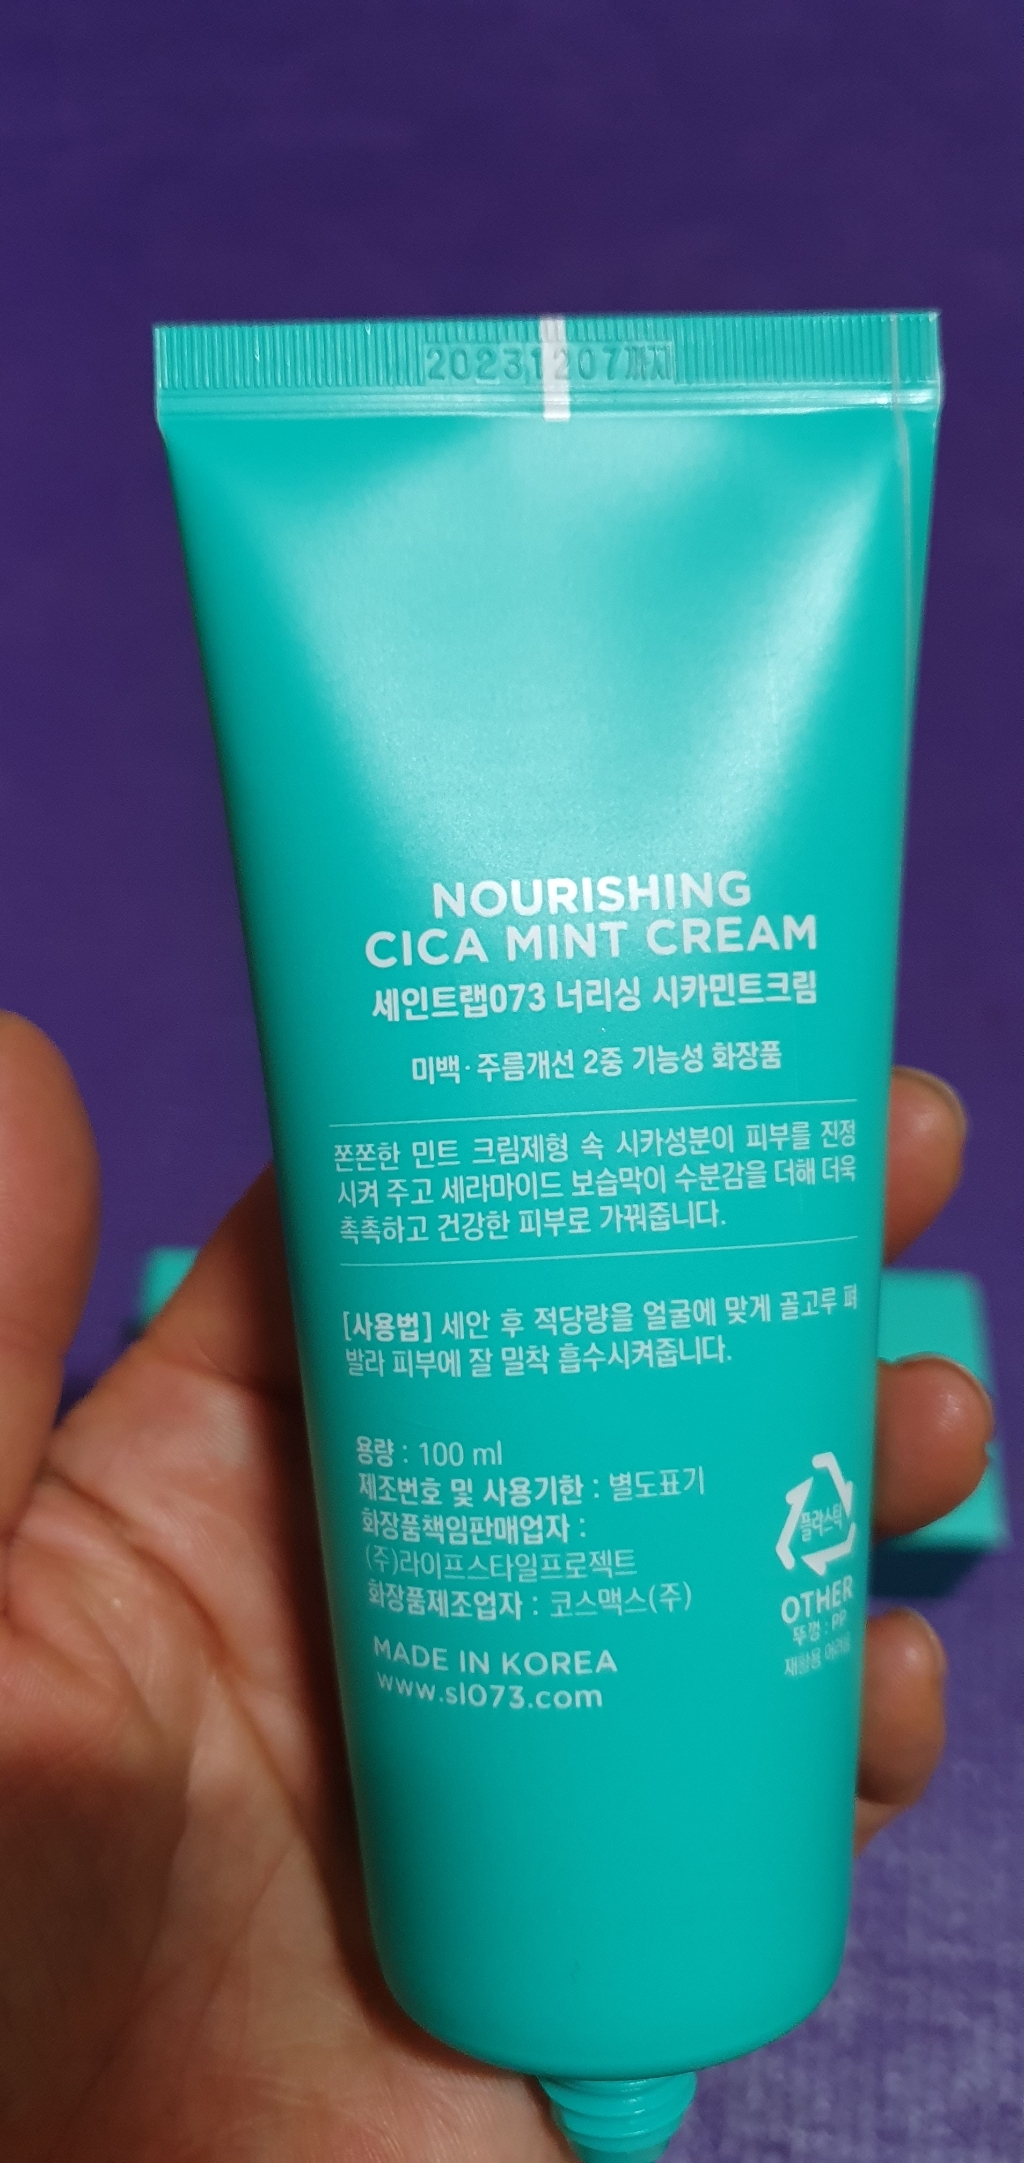 20231207까지
NOURISHING
CICA MINT CREAM
세인트랩073 너리싱 시카민트크림
미백·주름개선 2중 기능성 화장품
쫀쫀한 민트 크림제형 속 시카성분이 피부를 진정
시켜 주고 세라마이드 보습막이 수분감을 더해 더욱
촉촉하고 건강한 피부로 가꿔줍니다.
[사용법] 세안 후 적당량을 얼굴에 맞게 골고루 펴
발라 피부에 잘 밀착 흡수시켜줍니다.
용량 : 100 ml
제조번호 및 사용기한 : 별도표기
화장품책임판매업자 :
(주)라이프스타일프로젝트
화장품제조업자 : 코스맥스(주)
MADE IN KOREA
www.sl073.com
플라스틱
OTHER
뚜껑 : PP
재활용 어려움